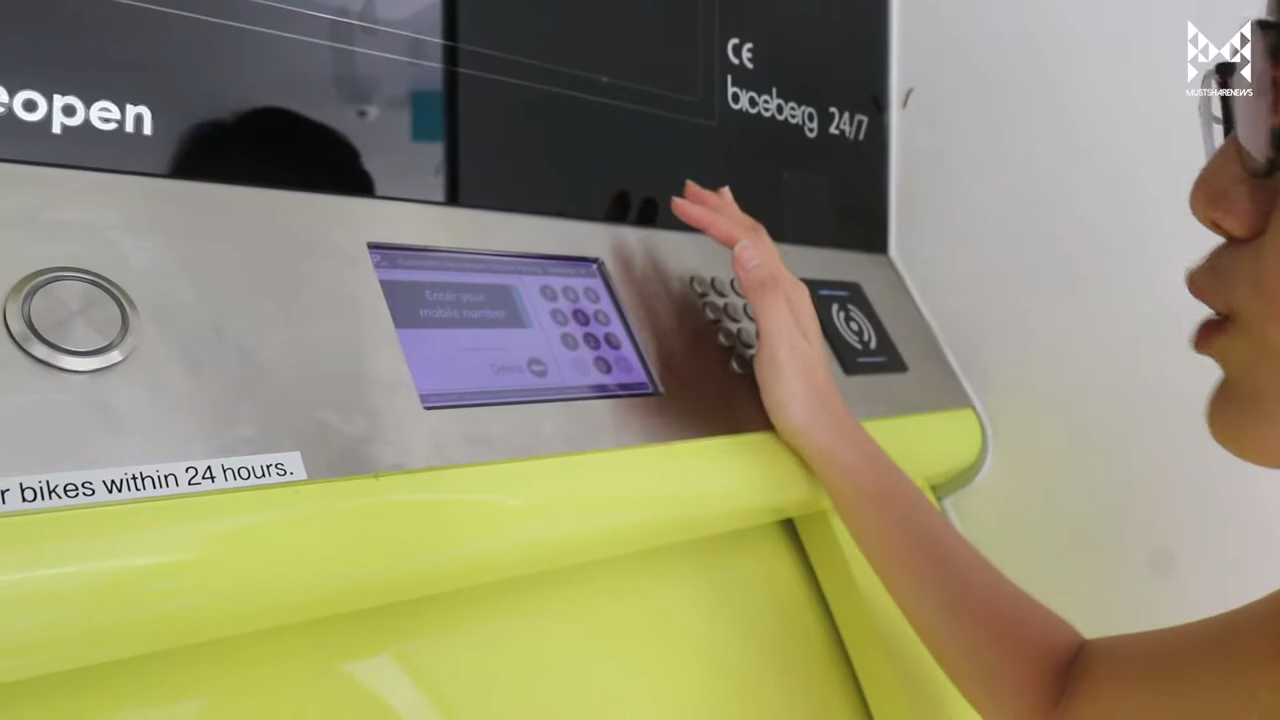 MUSTSHARENEWS
CE
biceberg 24/7
eopen
Enter your
mobile number
r bikes within 24 hours.